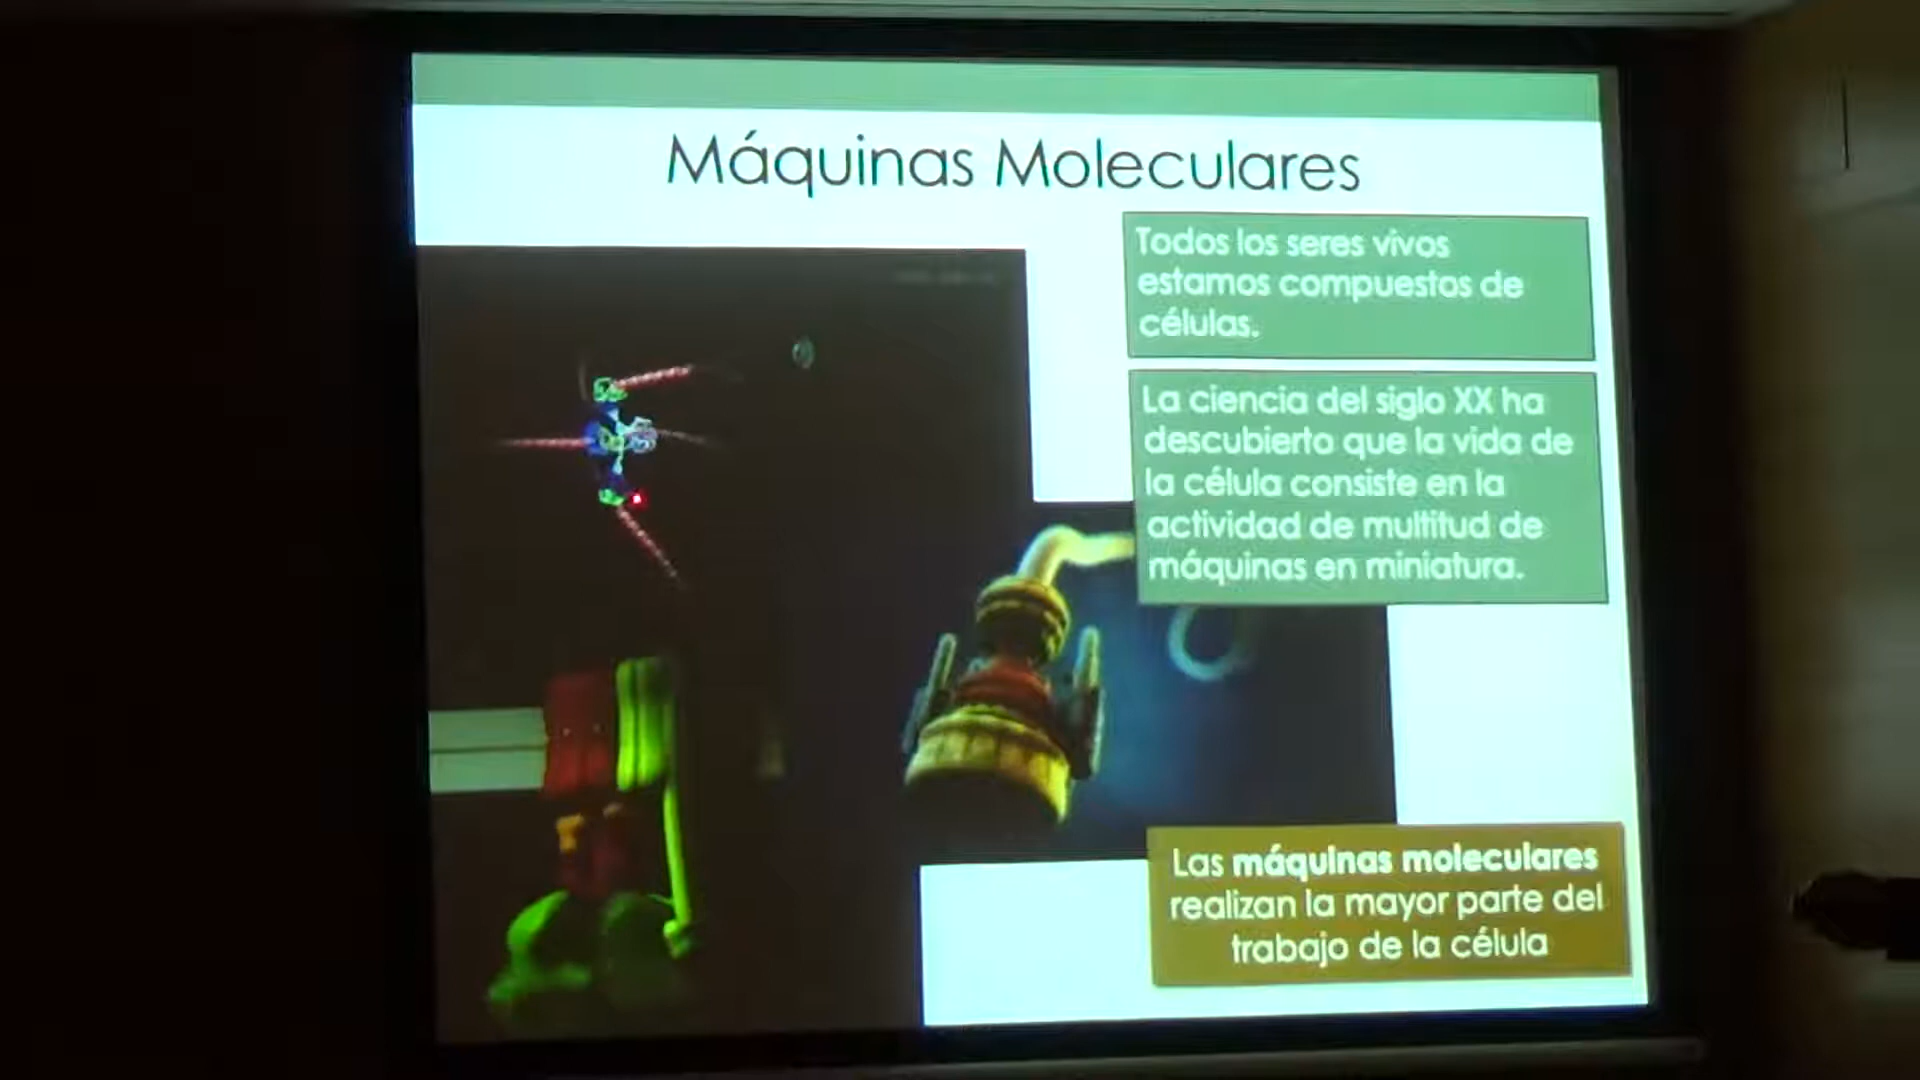 Máquinas Moleculares
Todos los seres vivos
estamos compuestos de
células.
La ciencia del siglo XX ha
descubierto que la vida de
la célula consiste en la
actividad de multitud de
máquinas en miniatura.
Las máquinas moleculares
realizan la mayor parte del
trabajo de la célula